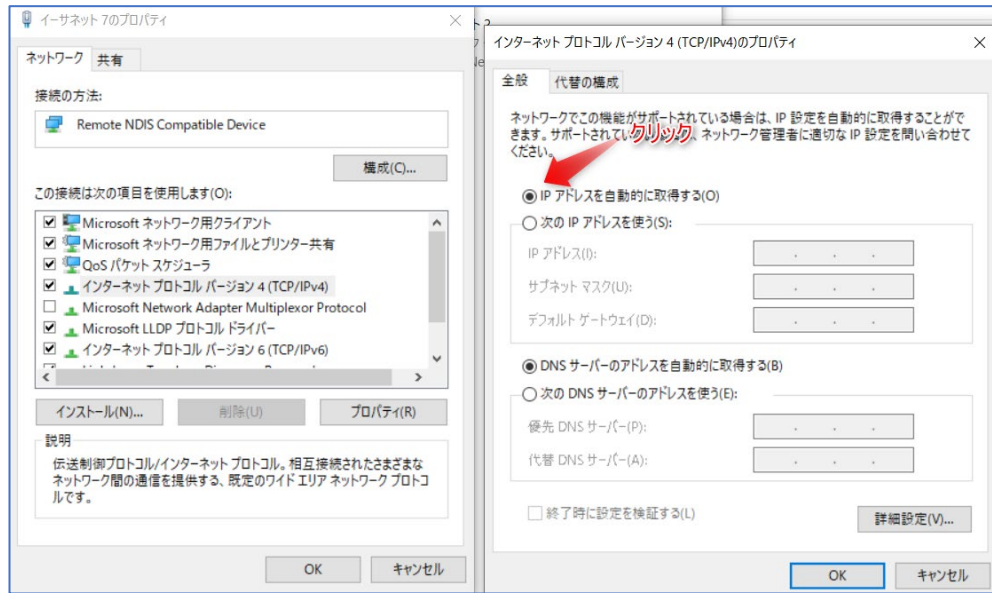 イーサネット 7のプロパティ
ネットワーク
共有
接続の方法:
Remote NDIS Compatible Device
構成(C)...
この接続は次の項目を使用します(O):
Microsoft ネットワーク用クライアント
Microsoft ネットワーク用ファイルとプリンター共有
QoS パケット スケジューラ
インターネット プロトコル バージョン 4 (TCP/IPv4)
Microsoft Network Adapter Multiplexor Protocol
Microsoft LLDP プロトコル ドライバー
インターネット プロトコル バージョン 6 (TCP/IPv6)
インストール(N)...
削除(U)
プロパティ(R)
説明
伝送制御プロトコル/インターネット プロトコル。相互接続されたさまざまな
ネットワーク間の通信を提供する、既定のワイド エリア ネットワーク プロトコ
ルです。
OK
キャンセル
インターネット プロトコル バージョン 4 (TCP/IPv4)のプロパティ
全般
代替の構成
ネットワークでこの機能がサポートされている場合は、IP 設定を自動的に取得することがで
きます。サポートされてい、ネットワーク管理者に適切な IP 設定を問い合わせて
ください。
クリック
IP アドレスを自動的に取得する(O)
次の IP アドレスを使う(S):
IP アドレス(I):
サブネット マスク(U):
デフォルト ゲートウェイ(D):
DNS サーバーのアドレスを自動的に取得する(B)
次の DNS サーバーのアドレスを使う(E):
優先 DNS サーバー(P):
代替 DNS サーバー(A):
終了時に設定を検証する(L)
詳細設定(V)...
OK
キャンセル